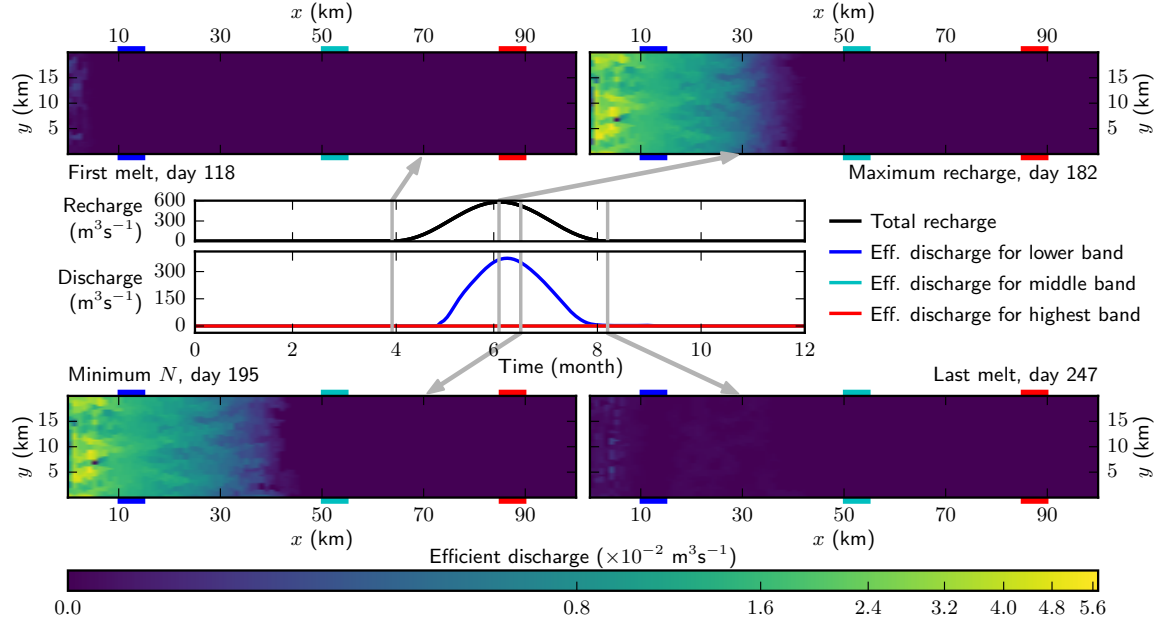 x (km)
x (km)
10 30 50 70 90
10 30 50 70 90
y (km)
15
10
5
15
10
5
y (km)
First melt, day 118
Maximum recharge, day 182
Recharge
(m³s⁻¹)
600
300
0
Discharge
(m³s⁻¹)
300
150
0
0 2 4 6 8 10 12
Time (month)
Total recharge
Eff. discharge for lower band
Eff. discharge for middle band
Eff. discharge for highest band
Minimum N, day 195
Last melt, day 247
y (km)
15
10
5
15
10
5
y (km)
10 30 50 70 90
10 30 50 70 90
x (km)
x (km)
Efficient discharge (×10⁻² m³s⁻¹)
0.0 0.8 1.6 2.4 3.2 4.0 4.8 5.6